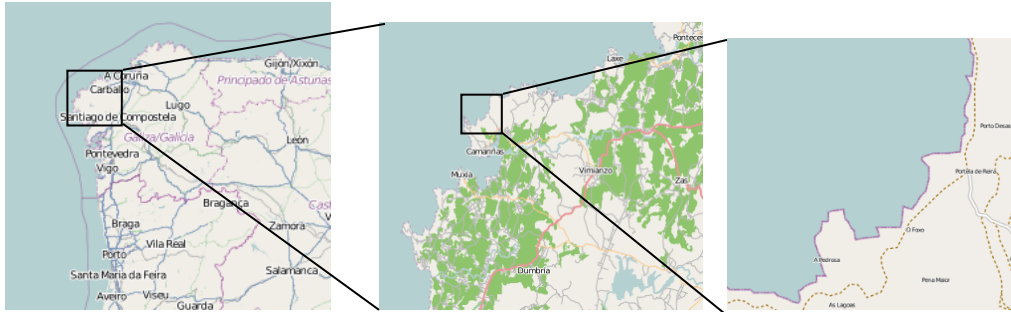 Gijón/Xixón
A Coruña
Principado de Asturias
Carballo
Lugo
Santiago de Compostela
Galiza/Galicia
León
Pontevedra
Vigo
Bragança
Braga
Zamora
Vila Real
Porto
Santa Maria da Feira
Salamanca
Aveiro
Viseu
Guarda
Pontece
Laxe
Camariñas
Muxía
Vimianzo
Zas
Dumbría
Porto Desas
Portela de Reira
O Foxo
A Pedrosa
Pena Maior
As Lagoas